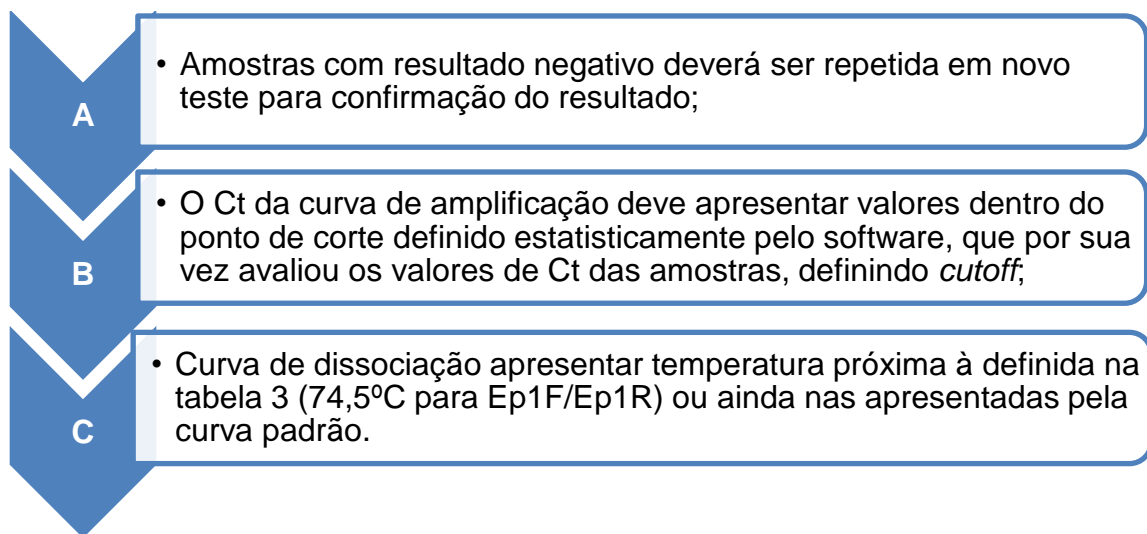 A
• Amostras com resultado negativo deverá ser repetida em novo
teste para confirmação do resultado;
B
• O Ct da curva de amplificação deve apresentar valores dentro do
ponto de corte definido estatisticamente pelo software, que por sua
vez avaliou os valores de Ct das amostras, definindo cutoff;
C
• Curva de dissociação apresentar temperatura próxima à definida na
tabela 3 (74,5ºC para Ep1F/Ep1R) ou ainda nas apresentadas pela
curva padrão.